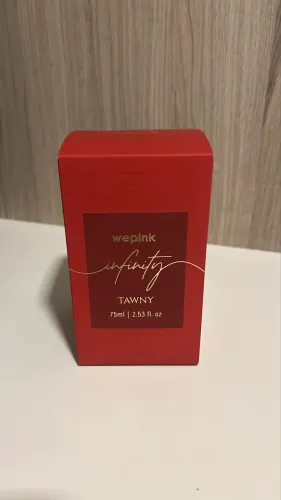 wepink
infinity
TAWNY
75ml | 2.53 fl. oz